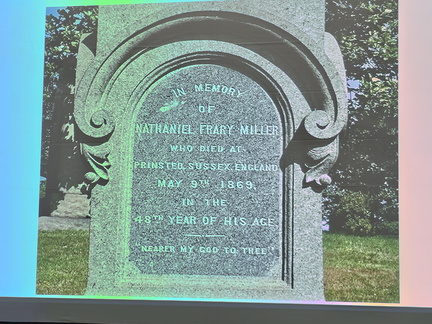 IN MEMORY
OF
NATHANIEL FRARY MILLER
WHO DIED AT
PRINSTED, SUSSEX, ENGLAND
MAY 9TH 1869,
IN THE
48TH YEAR OF HIS AGE
"NEARER MY GOD TO THEE"